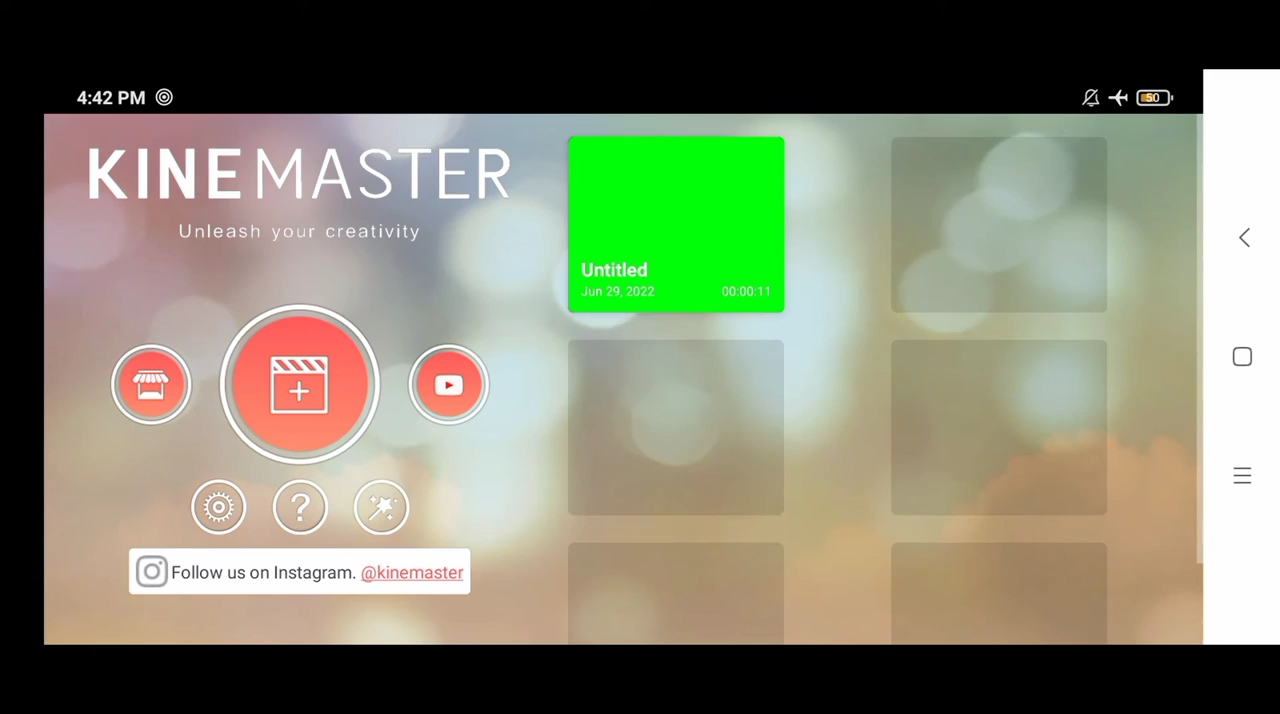 4:42 PM
50
KINEMASTER
Unleash your creativity
Untitled
Jun 29, 2022 00:00:11
?
Follow us on Instagram. @kinemaster